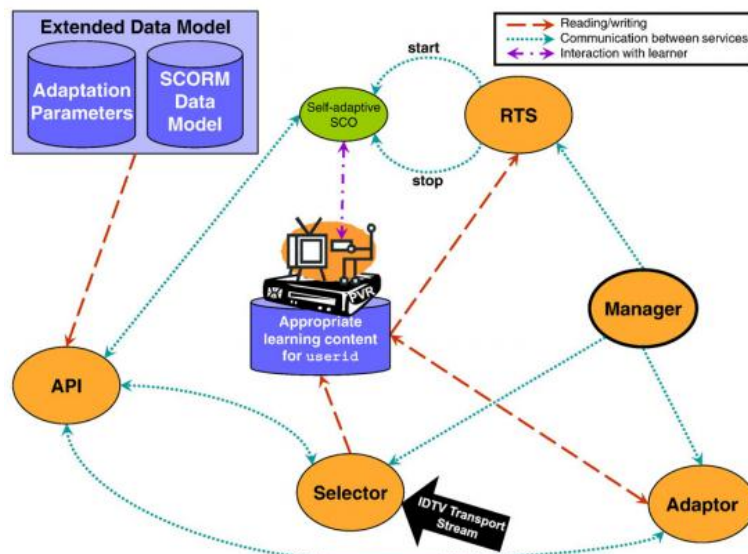 Extended Data Model
Adaptation
Parameters
SCORM
Data
Model
Reading/writing
Communication between services
Interaction with learner
start
Self-adaptive
SCO
RTS
stop
PVR
Appropriate
learning content
for userid
Manager
API
Selector
IDTV Transport
Stream
Adaptor